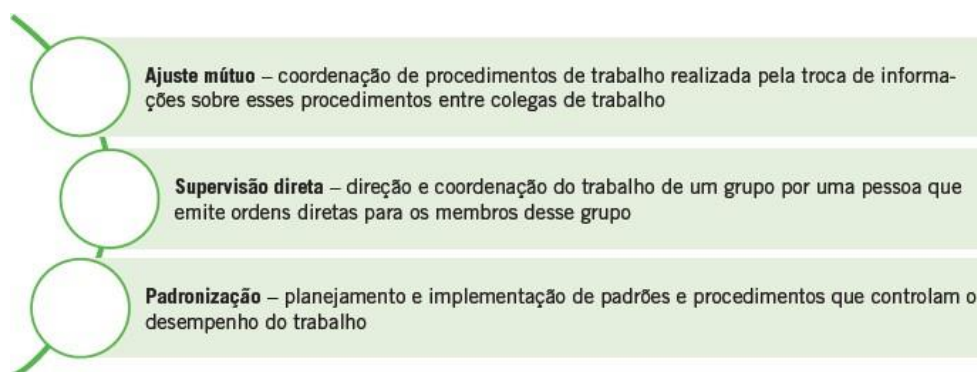 Ajuste mútuo – coordenação de procedimentos de trabalho realizada pela troca de informa-
ções sobre esses procedimentos entre colegas de trabalho
Supervisão direta – direção e coordenação do trabalho de um grupo por uma pessoa que
emite ordens diretas para os membros desse grupo
Padronização – planejamento e implementação de padrões e procedimentos que controlam o
desempenho do trabalho